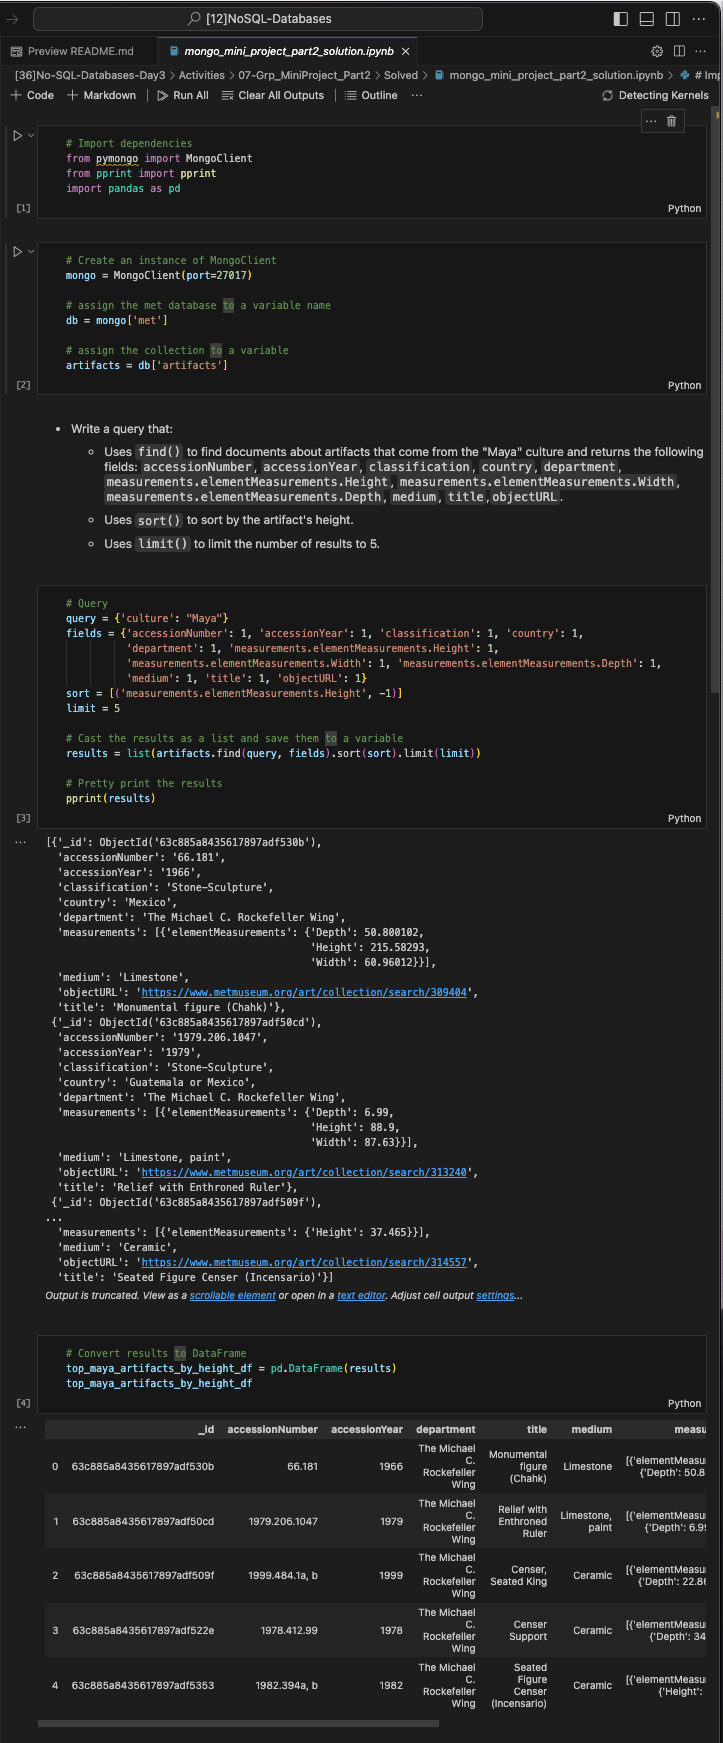 [12]NoSQL-Databases
Preview README.md
mongo_mini_project_part2_solution.ipynb
[36]No-SQL-Databases-Day3 > Activities > 07-Grp_MiniProject_Part2 > Solved > mongo_mini_project_part2_solution.ipynb > # Imp
+ Code + Markdown Run All Clear All Outputs Outline ... Detecting Kernels
# Import dependencies
from pymongo import MongoClient
from pprint import pprint
import pandas as pd
[1] Python
# Create an instance of MongoClient
mongo = MongoClient(port=27017)
# assign the met database to a variable name
db = mongo['met']
# assign the collection to a variable
artifacts = db['artifacts']
[2] Python
• Write a query that:
◦ Uses find() to find documents about artifacts that come from the "Maya" culture and returns the following
fields: accessionNumber, accessionYear, classification, country, department,
measurements.elementMeasurements.Height, measurements.elementMeasurements.Width,
measurements.elementMeasurements.Depth, medium, title, objectURL.
◦ Uses sort() to sort by the artifact's height.
◦ Uses limit() to limit the number of results to 5.
# Query
query = {'culture': "Maya"}
fields = {'accessionNumber': 1, 'accessionYear': 1, 'classification': 1, 'country': 1,
'department': 1, 'measurements.elementMeasurements.Height': 1,
'measurements.elementMeasurements.Width': 1, 'measurements.elementMeasurements.Depth': 1,
'medium': 1, 'title': 1, 'objectURL': 1}
sort = [('measurements.elementMeasurements.Height', -1)]
limit = 5
# Cast the results as a list and save them to a variable
results = list(artifacts.find(query, fields).sort(sort).limit(limit))
# Pretty print the results
pprint(results)
[3] Python
... [{'_id': ObjectId('63c885a8435617897adf530b'),
'accessionNumber': '66.181',
'accessionYear': '1966',
'classification': 'Stone-Sculpture',
'country': 'Mexico',
'department': 'The Michael C. Rockefeller Wing',
'measurements': [{'elementMeasurements': {'Depth': 50.800102,
'Height': 215.58293,
'Width': 60.96012}}],
'medium': 'Limestone',
'objectURL': 'https://www.metmuseum.org/art/collection/search/309404',
'title': 'Monumental figure (Chahk)'},
{'_id': ObjectId('63c885a8435617897adf50cd'),
'accessionNumber': '1979.206.1047',
'accessionYear': '1979',
'classification': 'Stone-Sculpture',
'country': 'Guatemala or Mexico',
'department': 'The Michael C. Rockefeller Wing',
'measurements': [{'elementMeasurements': {'Depth': 6.99,
'Height': 88.9,
'Width': 87.63}}],
'medium': 'Limestone, paint',
'objectURL': 'https://www.metmuseum.org/art/collection/search/313240',
'title': 'Relief with Enthroned Ruler'},
{'_id': ObjectId('63c885a8435617897adf509f'),
...
'measurements': [{'elementMeasurements': {'Height': 37.465}}],
'medium': 'Ceramic',
'objectURL': 'https://www.metmuseum.org/art/collection/search/314557',
'title': 'Seated Figure Censer (Incensario)'}]
Output is truncated. View as a scrollable element or open in a text editor. Adjust cell output settings...
# Convert results to DataFrame
top_maya_artifacts_by_height_df = pd.DataFrame(results)
top_maya_artifacts_by_height_df
[4] Python
... _id accessionNumber accessionYear department title medium measu
0 63c885a8435617897adf530b 66.181 1966 The Michael C. Rockefeller Wing Monumental figure (Chahk) Limestone [{'elementMeasu {'Depth': 50.8
1 63c885a8435617897adf50cd 1979.206.1047 1979 The Michael C. Rockefeller Wing Relief with Enthroned Ruler Limestone, paint [{'elementMeasu {'Depth': 6.99
2 63c885a8435617897adf509f 1999.484.1a, b 1999 The Michael C. Rockefeller Wing Censer, Seated King Ceramic [{'elementMeasu {'Depth': 22.86
3 63c885a8435617897adf522e 1978.412.99 1978 The Michael C. Rockefeller Wing Censer Support Ceramic [{'elementMeasu {'Depth': 34
4 63c885a8435617897adf5353 1982.394a, b 1982 The Michael C. Rockefeller Wing Seated Figure Censer (Incensario) Ceramic [{'elementMeasu {'Height':